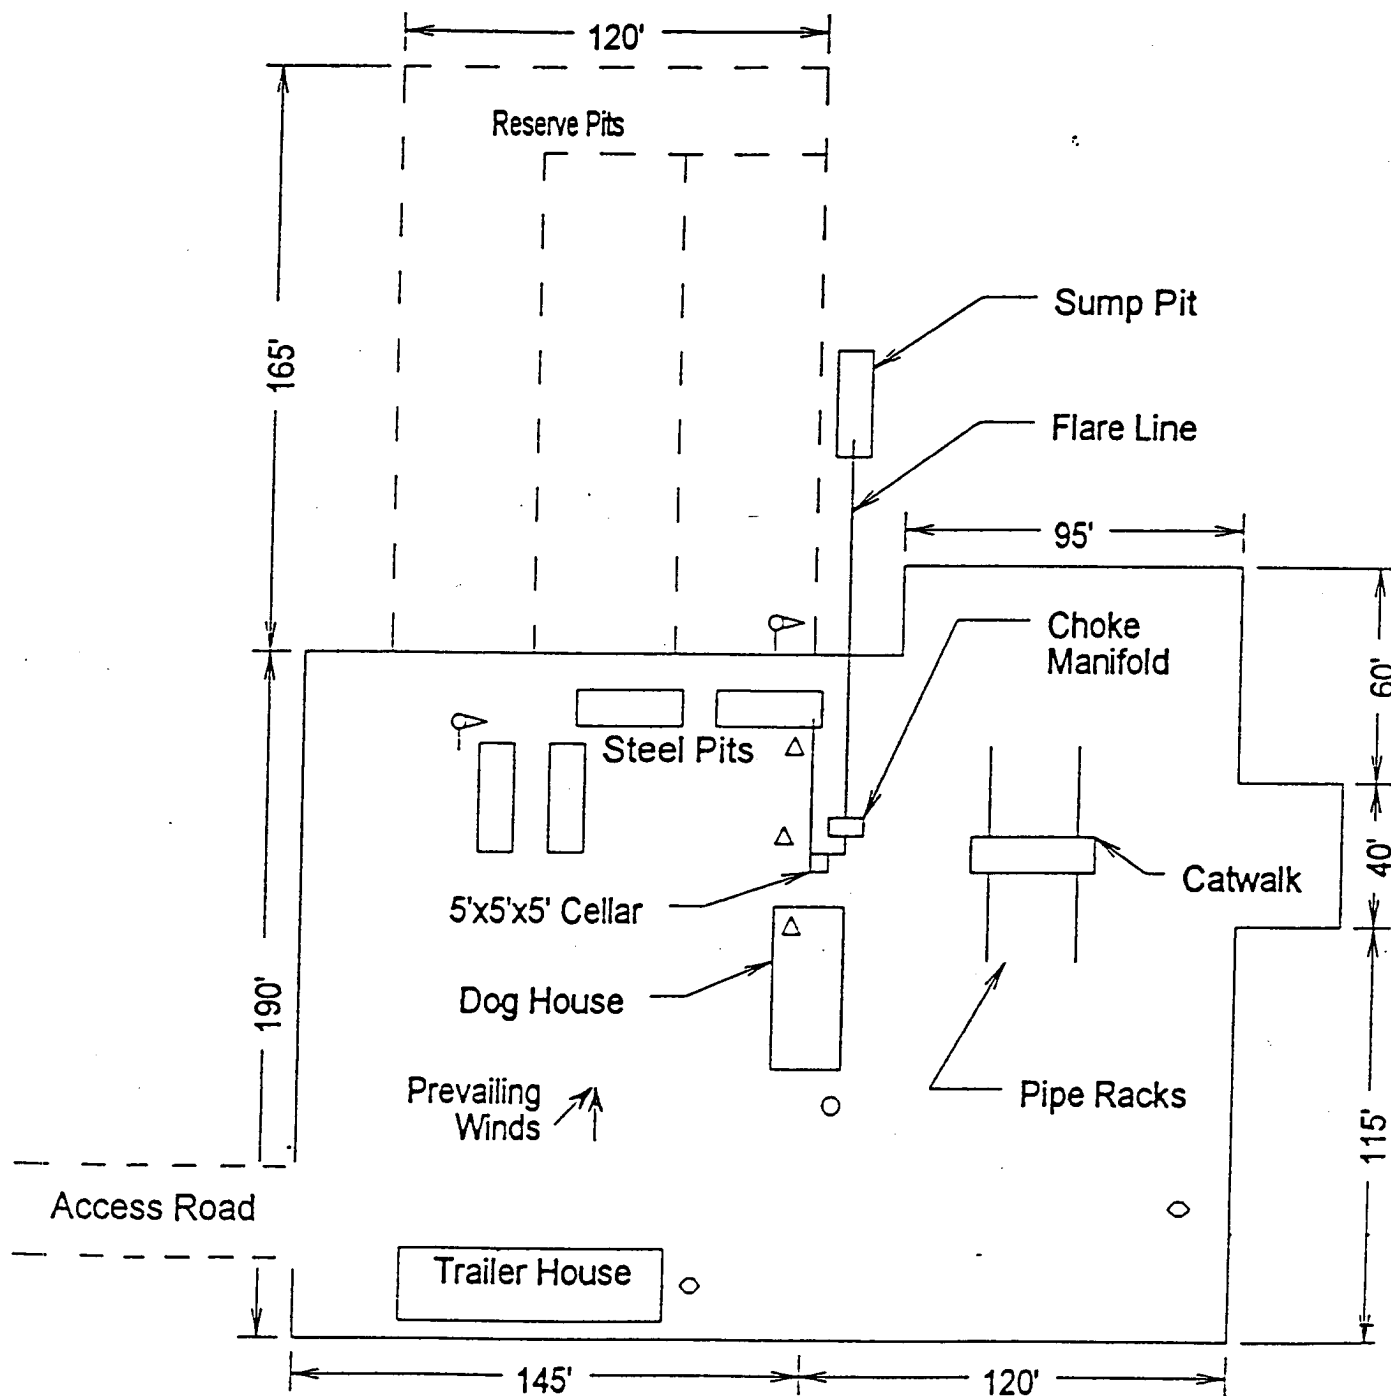 120'
Reserve Pits
Sump Pit
165'
Flare Line
95'
Choke
Manifold
60'
Steel Pits
40'
Catwalk
5'x5'x5' Cellar
190'
Dog House
Prevailing
Winds
Pipe Racks
115'
Access Road
Trailer House
145'
120'